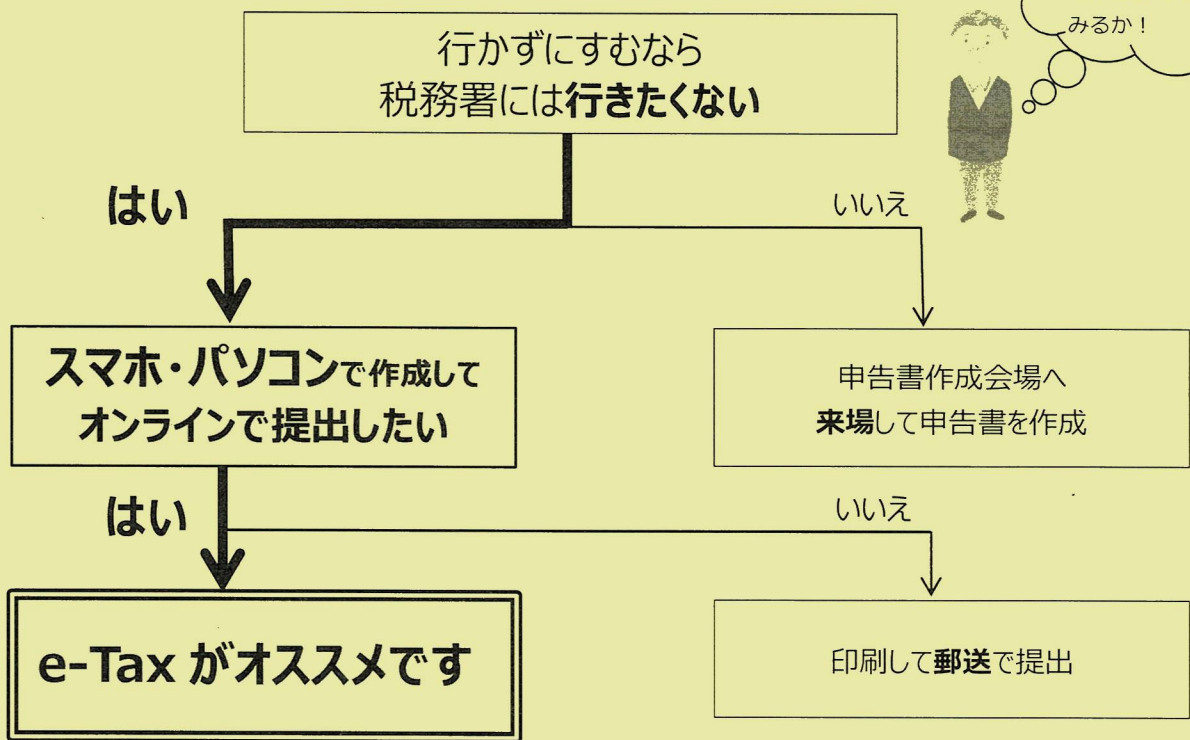 みるか！
行かずにすむなら
税務署には行きたくない
はい
いいえ
スマホ・パソコンで作成して
オンラインで提出したい
申告書作成会場へ
来場して申告書を作成
はい
いいえ
e-Tax がオススメです
印刷して郵送で提出